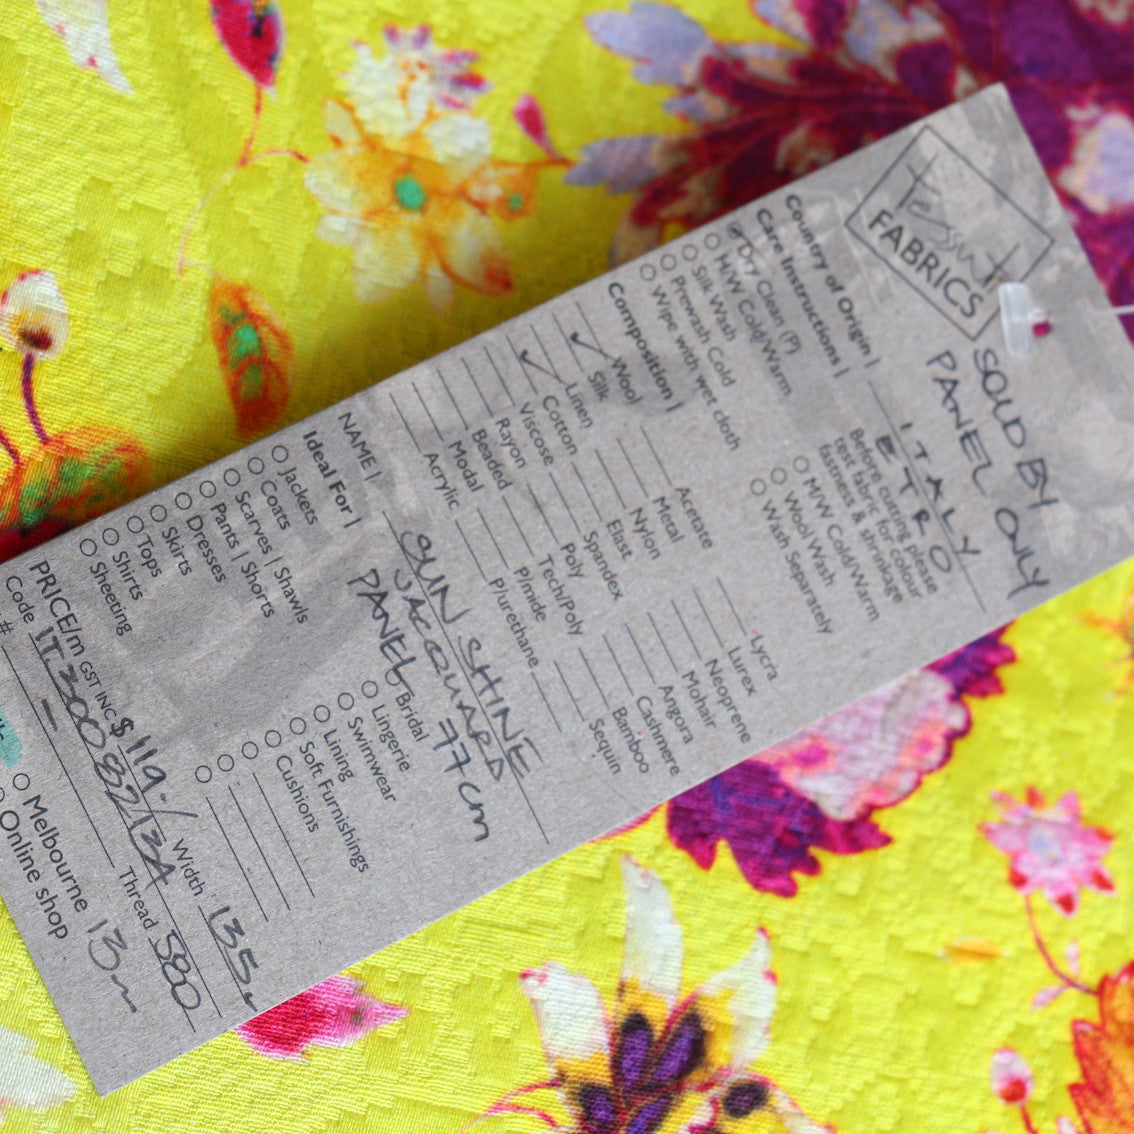 Tessuti
FABRICS
SOLD BY
PANEL ONLY
Country of Origin | ITALY
Care Instructions | ETRO
Dry Clean (P)
H/W Cold/Warm
Silk Wash
Prewash Cold
Wipe with wet cloth
Before cutting please
test fabric for colour
fastness & shrinkage
M/W Cold/Warm
Wool Wash
Wash Separately
Composition |
✓ Wool
Silk
✓ Linen
Cotton
Viscose
Rayon
Beaded
Modal
Acrylic
Acetate
Metal
Nylon
Elast
Spandex
Poly
Tech/Poly
P/mide
P/urethane
Lycra
Lurex
Neoprene
Mohair
Angora
Cashmere
Bamboo
Sequin
NAME | SUN SHINE
JACQUARD
PANEL 77cm
Ideal For |
Jackets
Coats
Scarves | Shawls
Pants | Shorts
Dresses
Skirts
Tops
Shirts
Sheeting
Bridal
Lingerie
Swimwear
Lining
Soft Furnishings
Cushions
PRICE/m GST INC $119./ Width 135
Code IT3008213A Thread 580
#
Melbourne 13m
Online shop